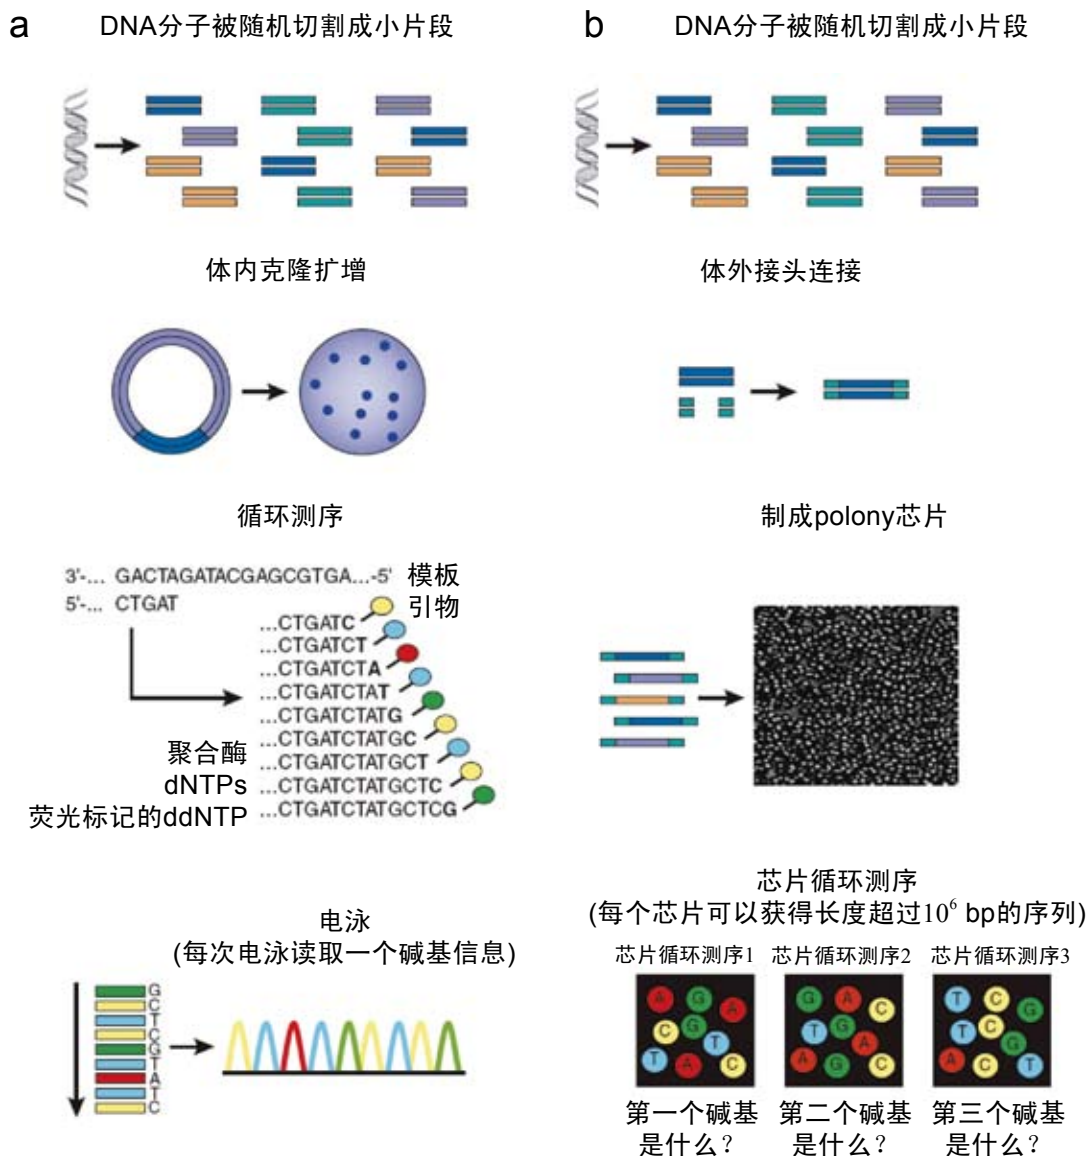 a
DNA分子被随机切割成小片段
体内克隆扩增
循环测序
3'-... GACTAGATACGAGCGTGA...-5' 模板
5'-... CTGAT 引物
...CTGATC
...CTGATCT
...CTGATCTA
...CTGATCTAT
...CTGATCTATG
...CTGATCTATGC
...CTGATCTATGCT
...CTGATCTATGCTC
...CTGATCTATGCTCG
聚合酶
dNTPs
荧光标记的ddNTP
电泳
(每次电泳读取一个碱基信息)
G
C
T
C
G
T
A
T
C
b
DNA分子被随机切割成小片段
体外接头连接
制成polony芯片
芯片循环测序
(每个芯片可以获得长度超过10⁶ bp的序列)
芯片循环测序1
A G A
C G T
T A C
第一个碱基
是什么？
芯片循环测序2
G A C
T G A
A G C
第二个碱基
是什么？
芯片循环测序3
T C G
T C G
A C T
第三个碱基
是什么？